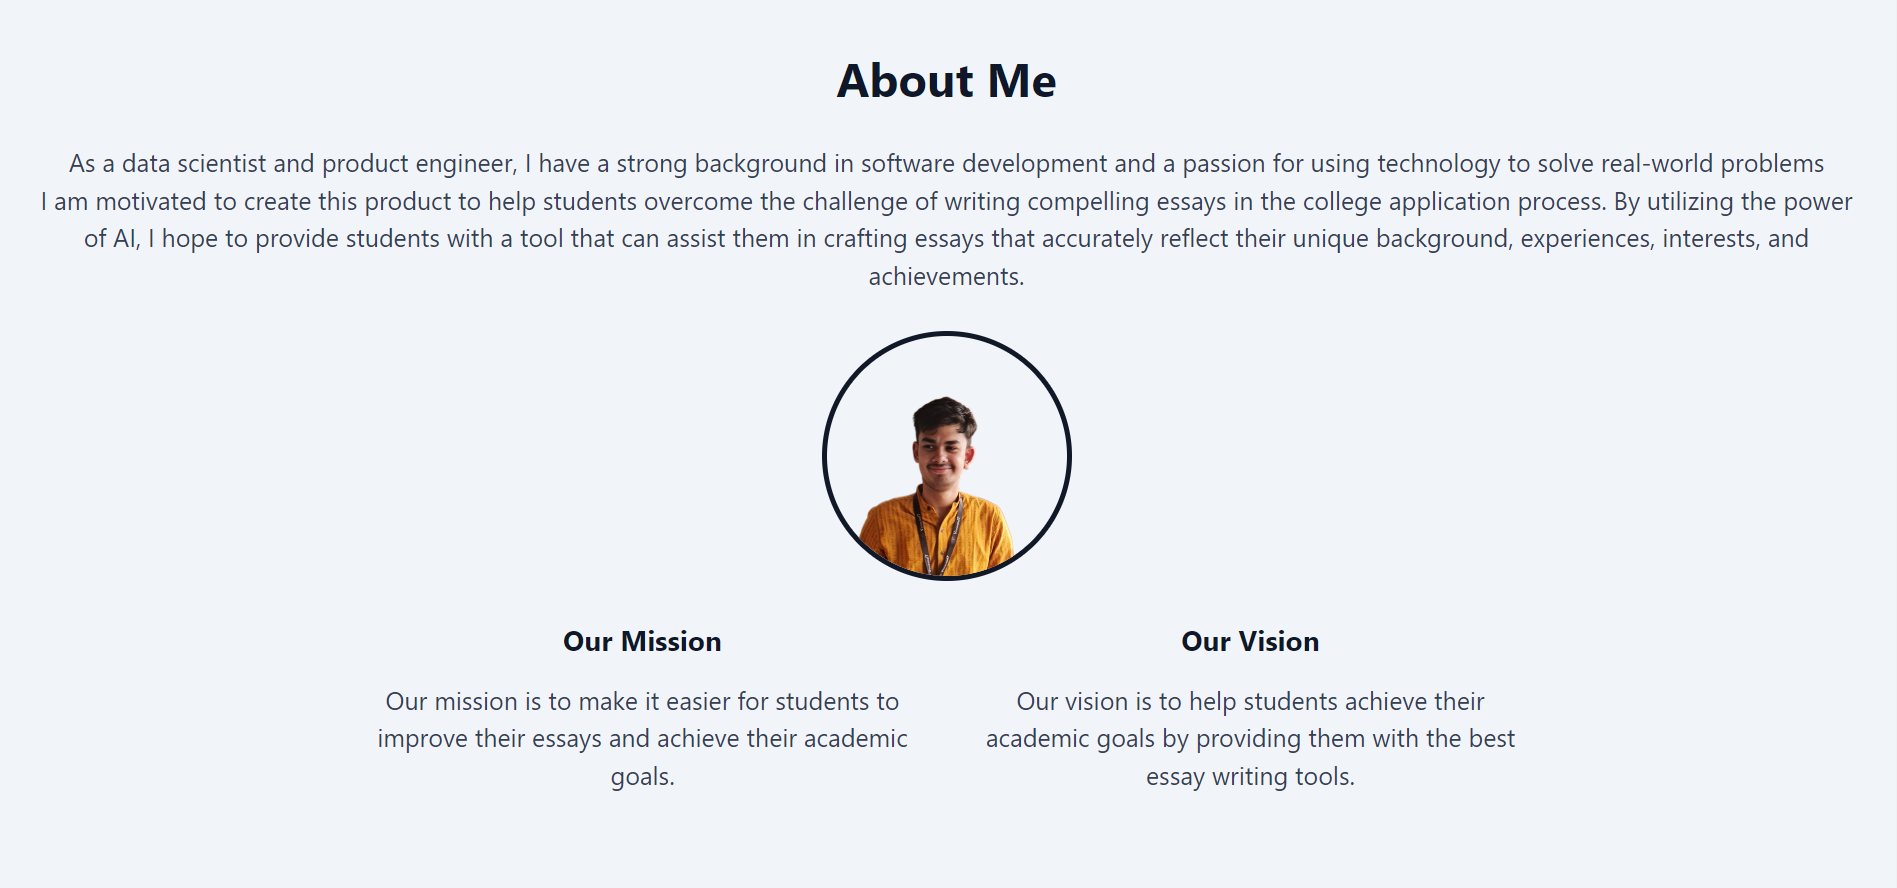 About Me
As a data scientist and product engineer, I have a strong background in software development and a passion for using technology to solve real-world problems
I am motivated to create this product to help students overcome the challenge of writing compelling essays in the college application process. By utilizing the power
of AI, I hope to provide students with a tool that can assist them in crafting essays that accurately reflect their unique background, experiences, interests, and
achievements.
Our Mission
Our mission is to make it easier for students to
improve their essays and achieve their academic
goals.
Our Vision
Our vision is to help students achieve their
academic goals by providing them with the best
essay writing tools.